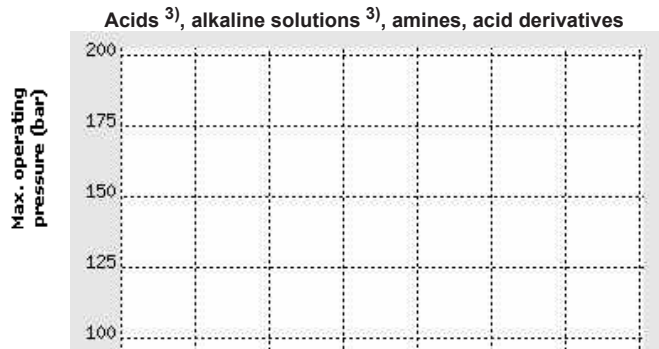 Acids 3), alkaline solutions 3), amines, acid derivatives
Max. operating
pressure (bar)
200
175
150
125
100